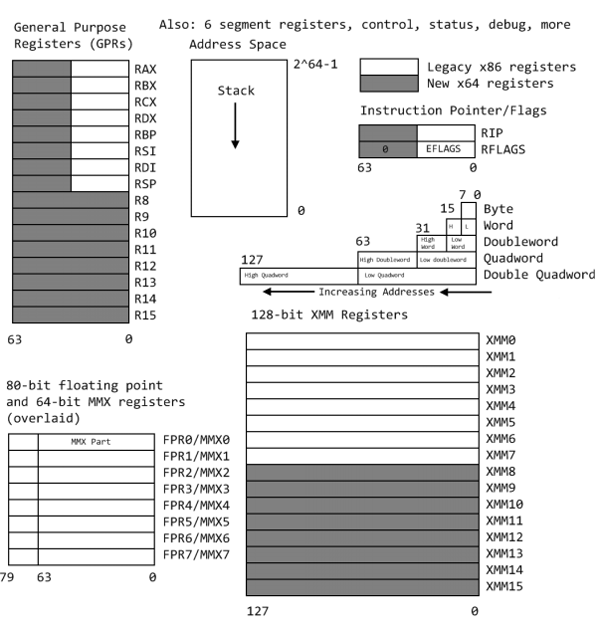 Also: 6 segment registers, control, status, debug, more
General Purpose
Registers (GPRs)
RAX
RBX
RCX
RDX
RBP
RSI
RDI
RSP
R8
R9
R10
R11
R12
R13
R14
R15
63 0
Address Space
2^64-1
Stack
0
Legacy x86 registers
New x64 registers
Instruction Pointer/Flags
RIP
0 EFLAGS RFLAGS
63 0
7 0
Byte
15
H L Word
31
High Word Low Word Doubleword
63
High Doubleword Low doubleword Quadword
127
High Quadword Low Quadword Double Quadword
Increasing Addresses
128-bit XMM Registers
XMM0
XMM1
XMM2
XMM3
XMM4
XMM5
XMM6
XMM7
XMM8
XMM9
XMM10
XMM11
XMM12
XMM13
XMM14
XMM15
127 0
80-bit floating point
and 64-bit MMX registers
(overlaid)
MMX Part FPR0/MMX0
FPR1/MMX1
FPR2/MMX2
FPR3/MMX3
FPR4/MMX4
FPR5/MMX5
FPR6/MMX6
FPR7/MMX7
79 63 0